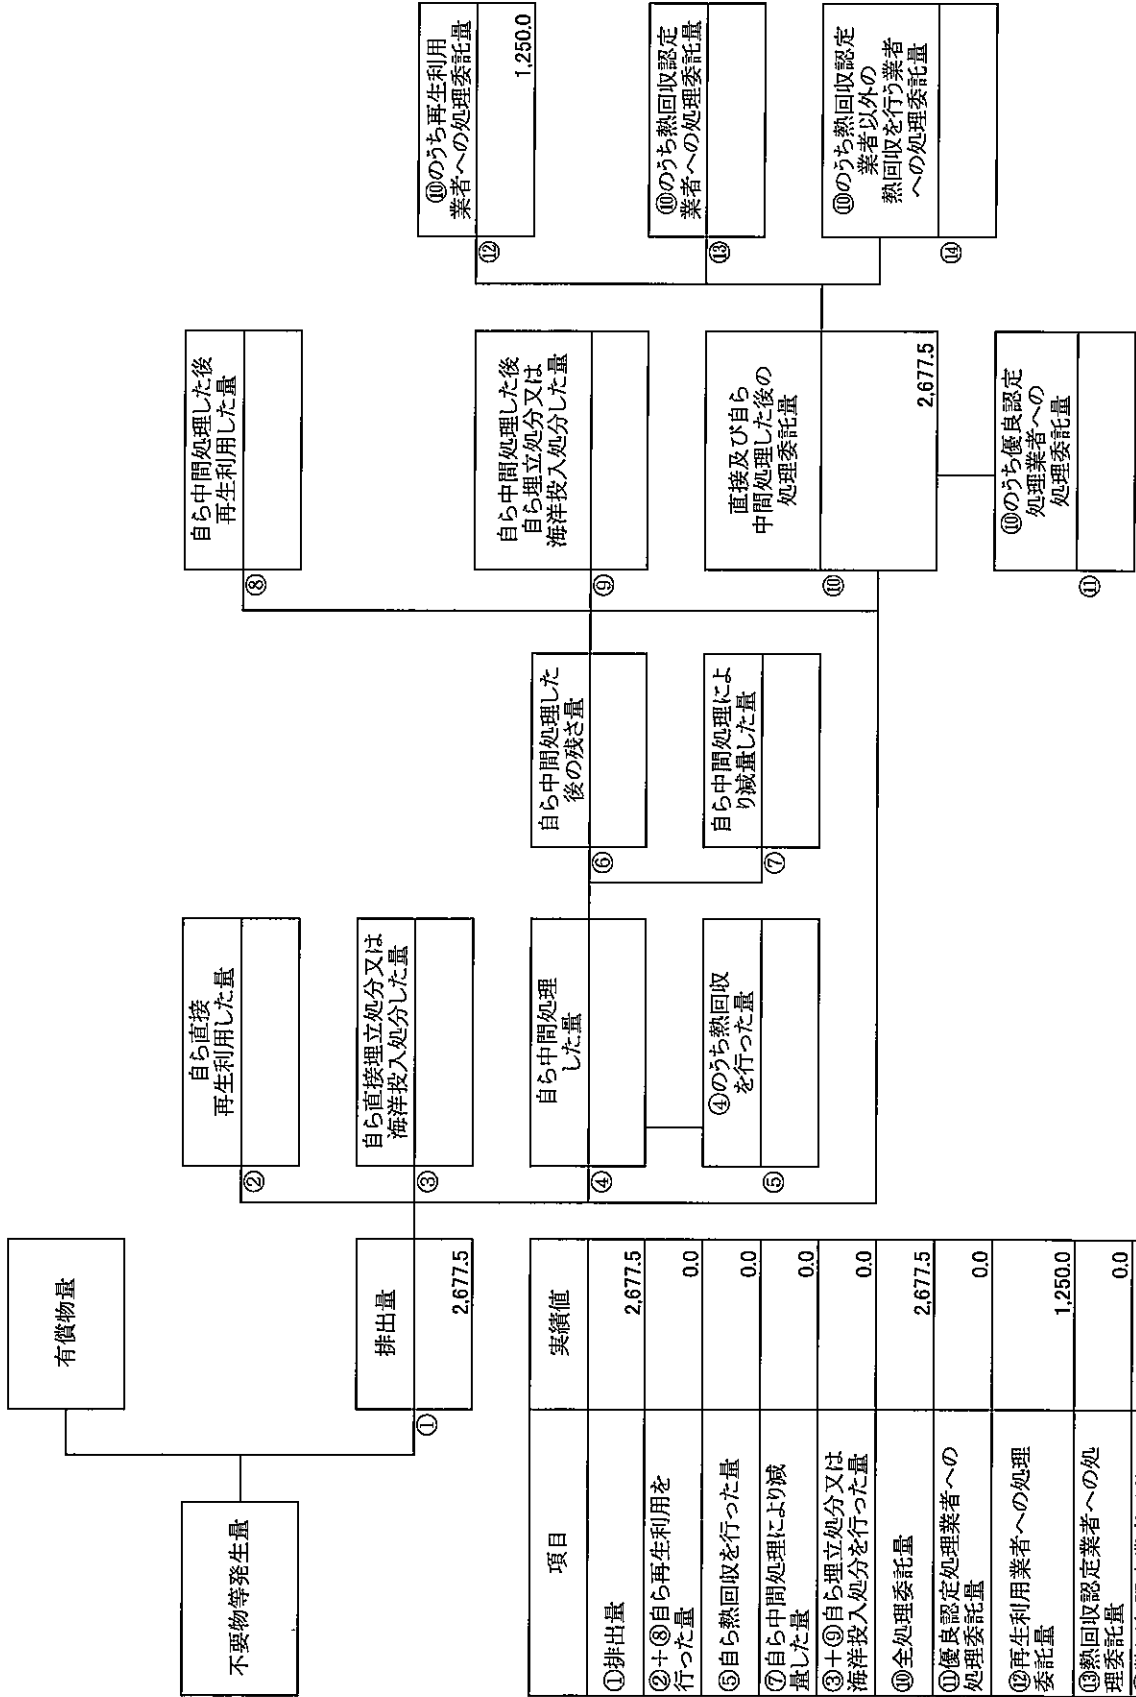 有償物量
不要物等発生量
排出量
①
2,677.5
自ら直接
再生利用した量
②
自ら直接埋立処分又は
海洋投入処分した量
③
自ら中間処理
した量
④
④のうち熱回収
を行った量
⑤
自ら中間処理した
後の残さ量
⑥
自ら中間処理によ
り減量した量
⑦
自ら中間処理した後
再生利用した量
⑧
自ら中間処理した後
自ら埋立処分又は
海洋投入処分した量
⑨
直接及び自ら
中間処理した後の
処理委託量
⑩
2,677.5
⑩のうち優良認定
処理業者への
処理委託量
⑪
⑩のうち再生利用
業者への処理委託量
⑫
1,250.0
⑩のうち熱回収認定
業者への処理委託量
⑬
⑩のうち熱回収認定
業者以外の
熱回収を行う業者
への処理委託量
⑭
項目 実績値
①排出量 2,677.5
②+⑧自ら再生利用を
行った量 0.0
⑤自ら熱回収を行った量 0.0
⑦自ら中間処理により減
量した量 0.0
③+⑨自ら埋立処分又は
海洋投入処分を行った量 0.0
⑩全処理委託量 2,677.5
⑪優良認定処理業者への
処理委託量 0.0
⑫再生利用業者への処理
委託量 1,250.0
⑬熱回収認定業者への処
理委託量 0.0